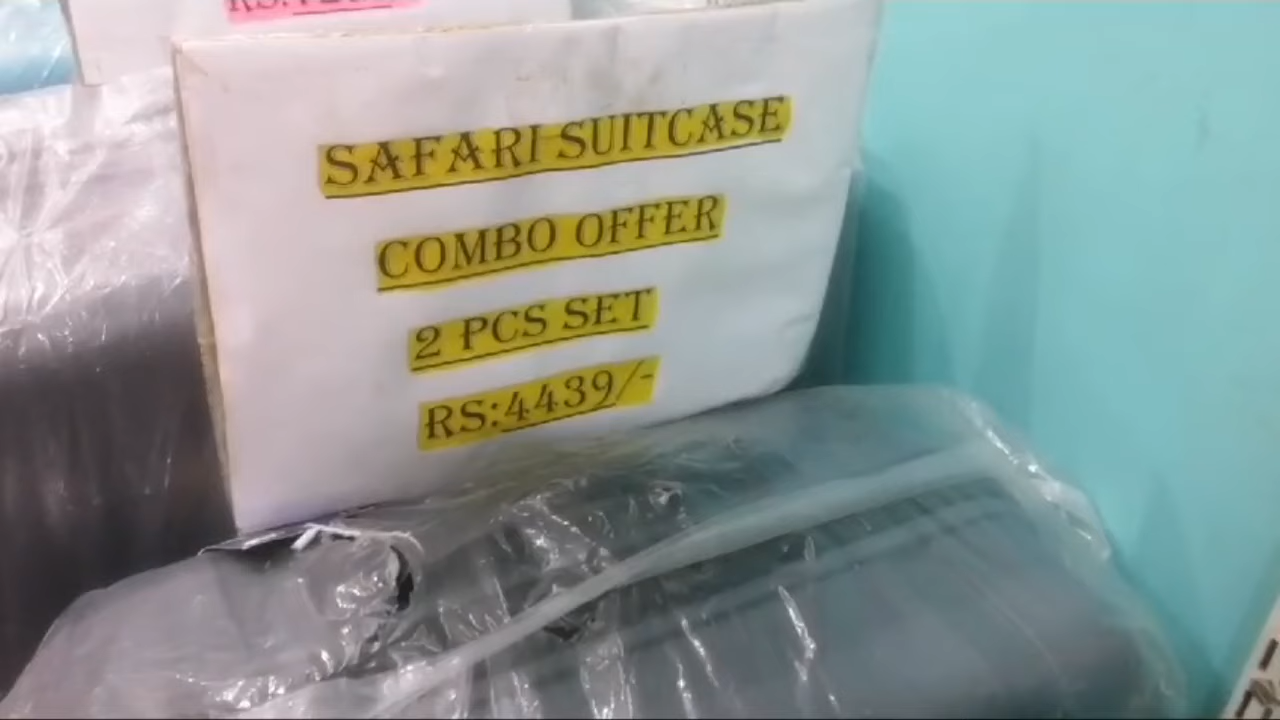 SAFARI SUITCASE
COMBO OFFER
2 PCS SET
RS:4439/-